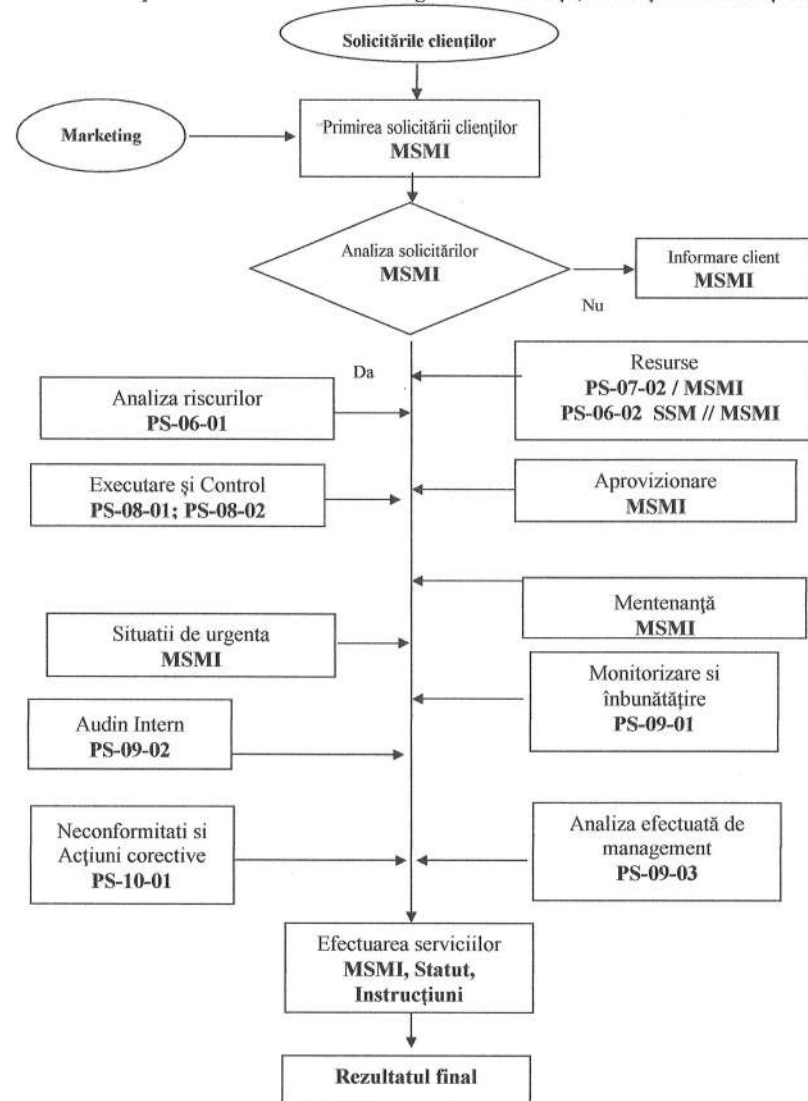 Solicitările clienţilor
Marketing
Primirea solicitării clienţilor
MSMI
Analiza solicitărilor
MSMI
Informare client
MSMI
Nu
Da
Resurse
PS-07-02 / MSMI
PS-06-02 SSM // MSMI
Analiza riscurilor
PS-06-01
Executare şi Control
PS-08-01; PS-08-02
Aprovizionare
MSMI
Mentenanţă
MSMI
Situatii de urgenta
MSMI
Monitorizare si
înbunătăţire
PS-09-01
Audin Intern
PS-09-02
Neconformitati si
Acţiuni corective
PS-10-01
Analiza efectuată de
management
PS-09-03
Efectuarea serviciilor
MSMI, Statut,
Instrucţiuni
Rezultatul final